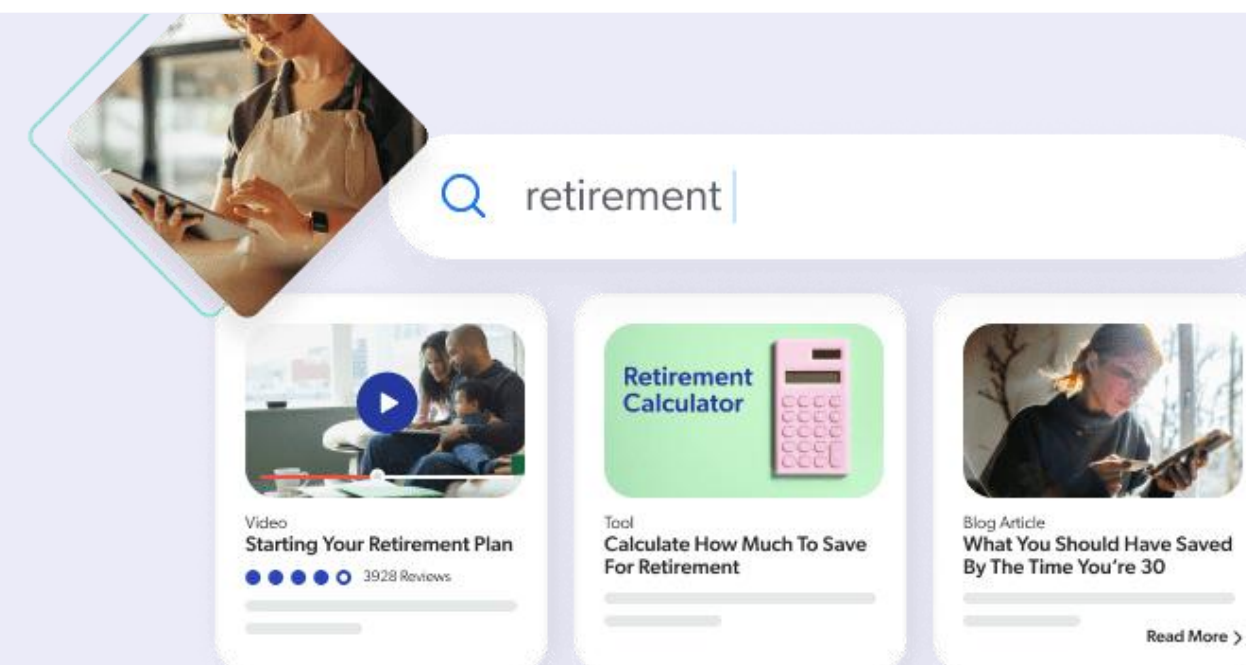 retirement
Retirement
Calculator
Video
Starting Your Retirement Plan
3928 Reviews
Tool
Calculate How Much To Save
For Retirement
Blog Article
What You Should Have Saved
By The Time You're 30
Read More >